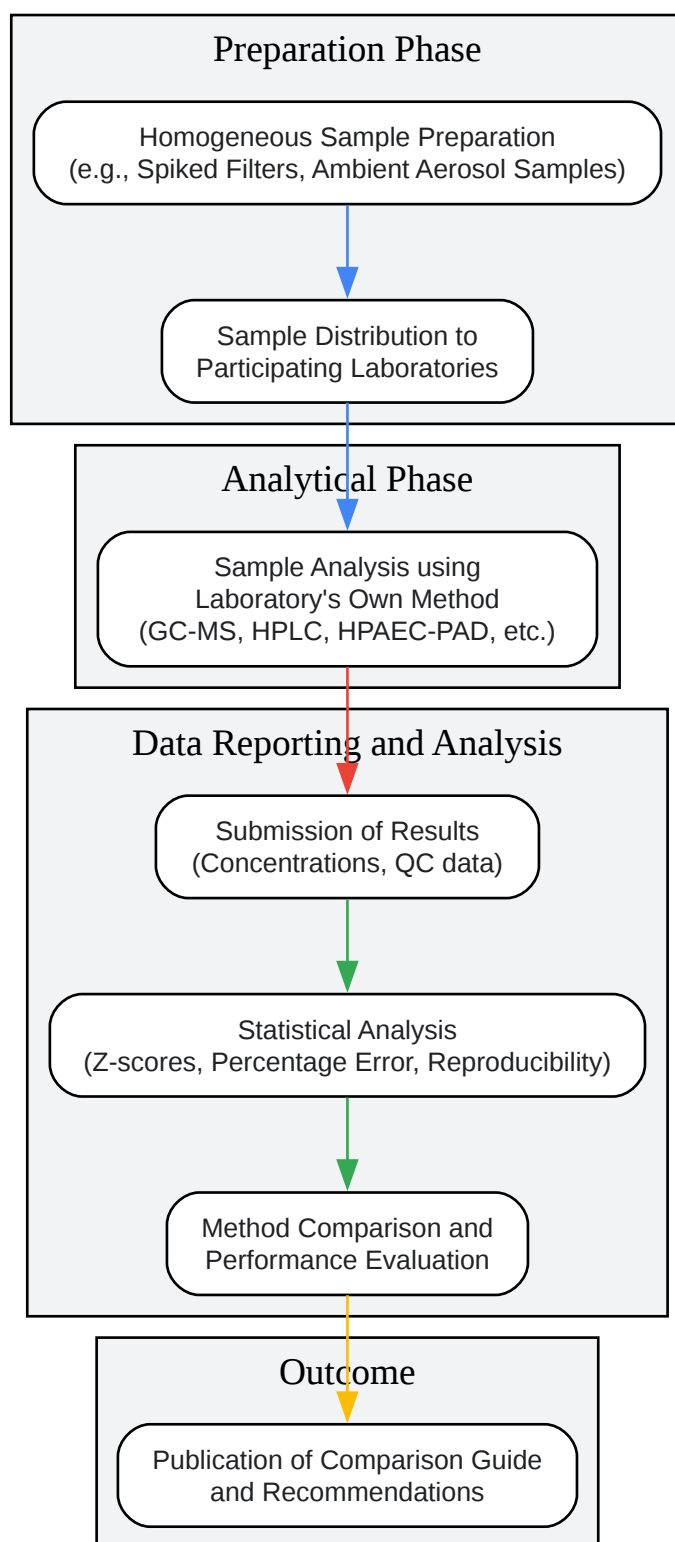 Preparation Phase
Homogeneous Sample Preparation
(e.g., Spiked Filters, Ambient Aerosol Samples)
Sample Distribution to
Participating Laboratories
Analytical Phase
Sample Analysis using
Laboratory's Own Method
(GC-MS, HPLC, HPAEC-PAD, etc.)
Data Reporting and Analysis
Submission of Results
(Concentrations, QC data)
Statistical Analysis
(Z-scores, Percentage Error, Reproducibility)
Method Comparison and
Performance Evaluation
Outcome
Publication of Comparison Guide
and Recommendations